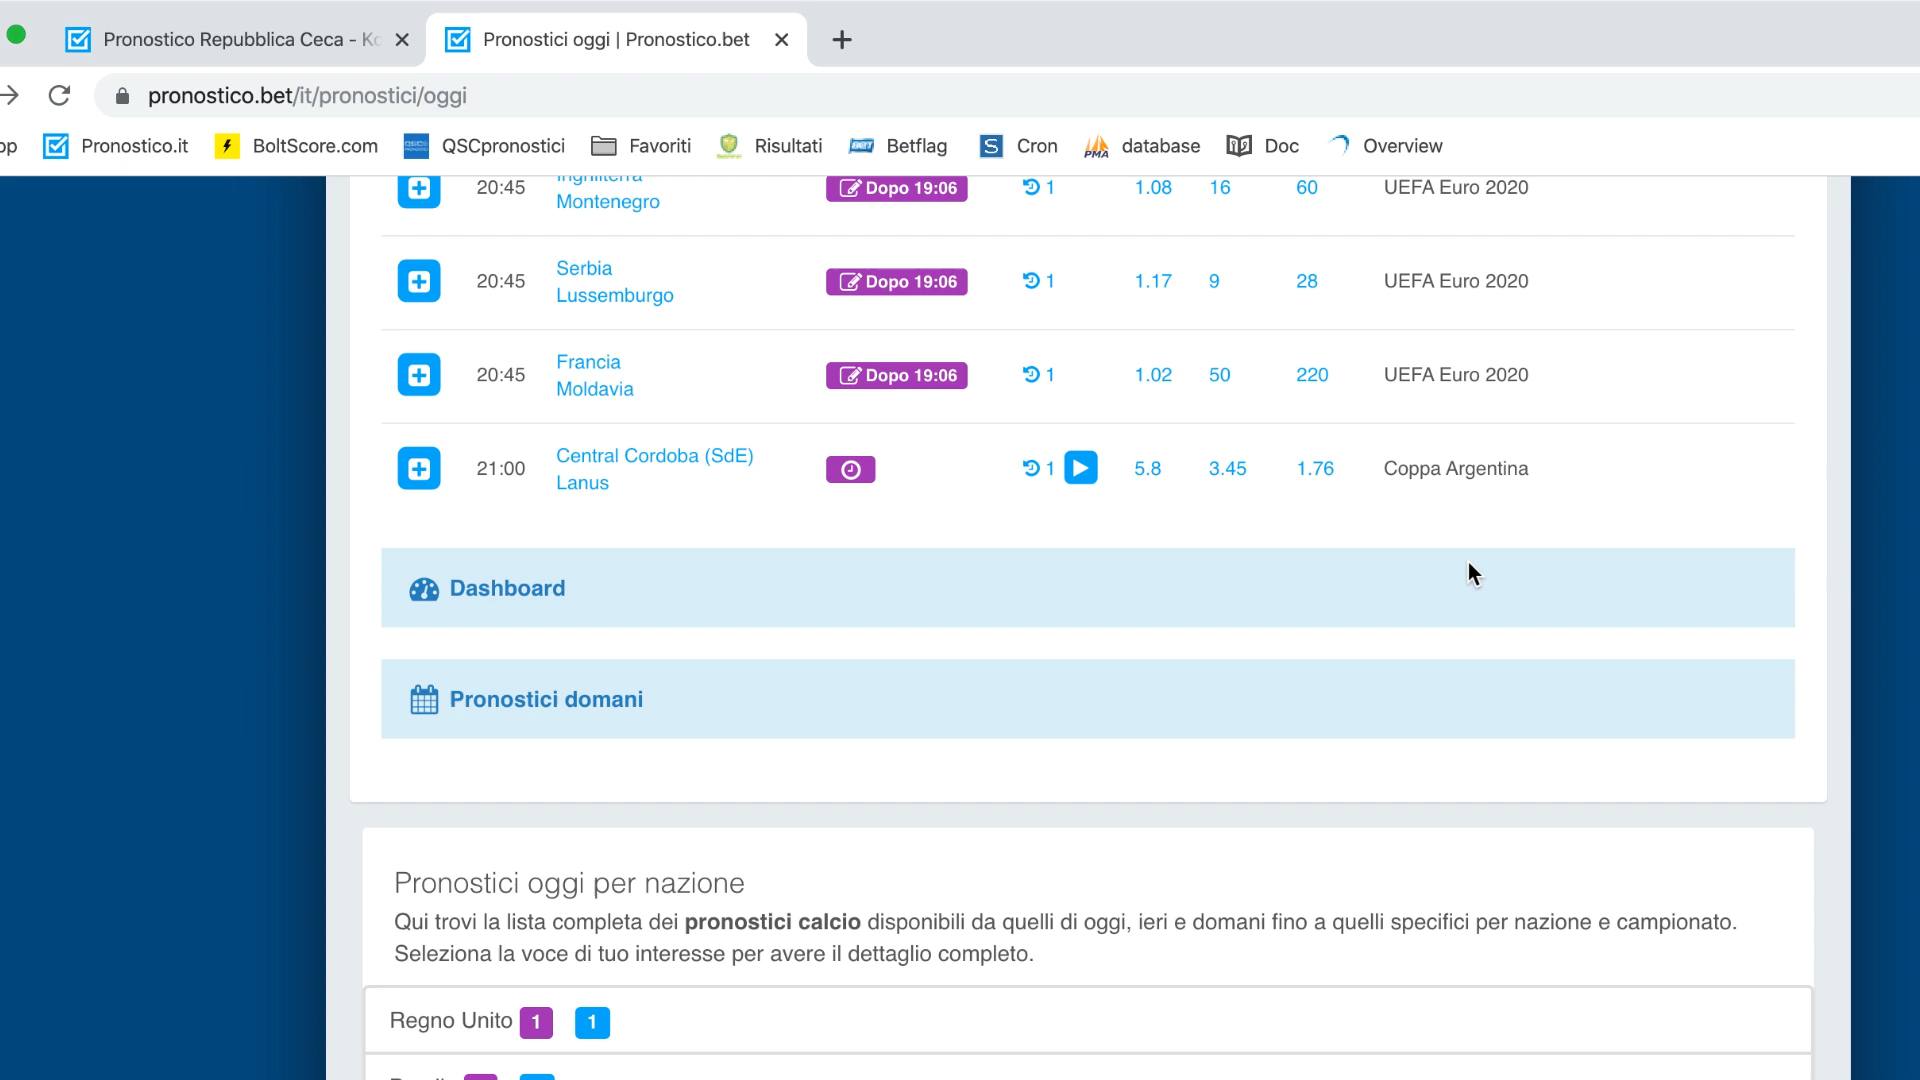 Pronostico Repubblica Ceca - Ko
Pronostici oggi | Pronostico.bet
pronostico.bet/it/pronostici/oggi
Pronostico.it BoltScore.com QSCpronostici Favoriti Risultati Betflag Cron database Doc Overview
20:45 Inghilterra Dopo 19:06 1 1.08 16 60 UEFA Euro 2020
Montenegro
20:45 Serbia Dopo 19:06 1 1.17 9 28 UEFA Euro 2020
Lussemburgo
20:45 Francia Dopo 19:06 1 1.02 50 220 UEFA Euro 2020
Moldavia
21:00 Central Cordoba (SdE) 1 5.8 3.45 1.76 Coppa Argentina
Lanus
Dashboard
Pronostici domani
Pronostici oggi per nazione
Qui trovi la lista completa dei pronostici calcio disponibili da quelli di oggi, ieri e domani fino a quelli specifici per nazione e campionato.
Seleziona la voce di tuo interesse per avere il dettaglio completo.
Regno Unito 1 1